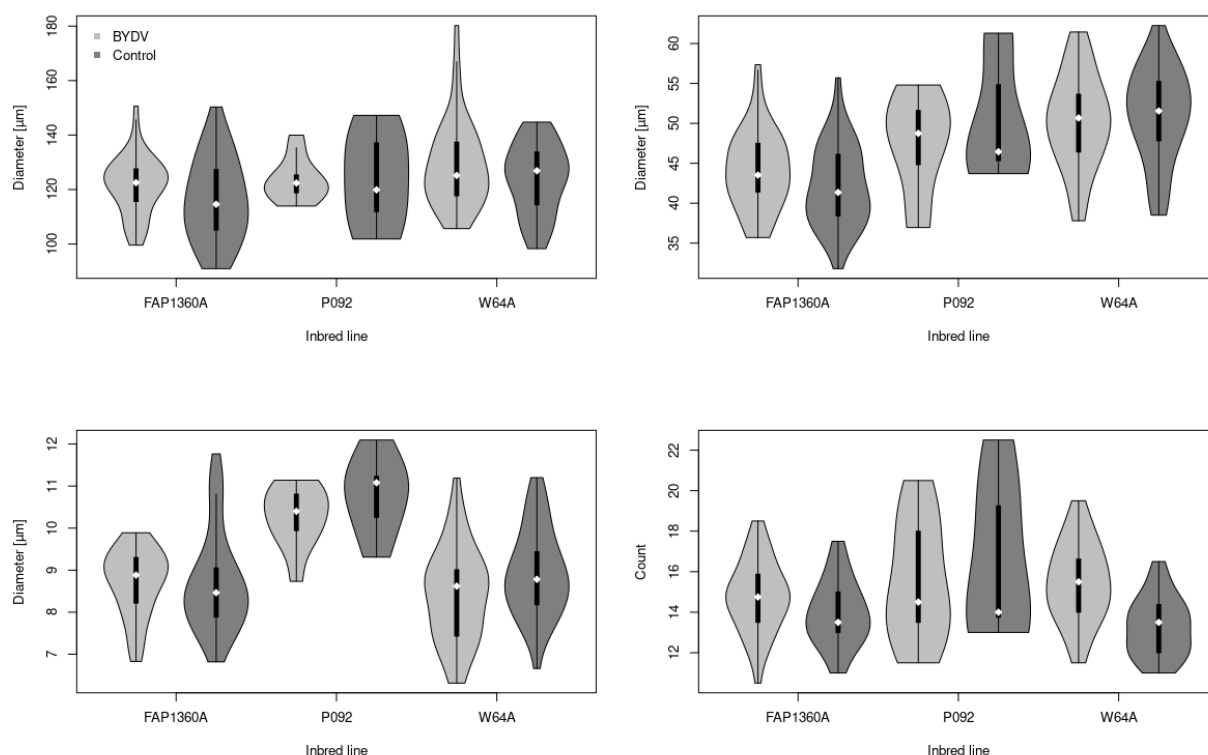 Diameter [µm]
180
160
140
120
100
BYDV
Control
FAP1360A P092 W64A
Inbred line
Diameter [µm]
60
55
50
45
40
35
FAP1360A P092 W64A
Inbred line
Diameter [µm]
12
11
10
9
8
7
FAP1360A P092 W64A
Inbred line
Count
22
20
18
16
14
12
FAP1360A P092 W64A
Inbred line